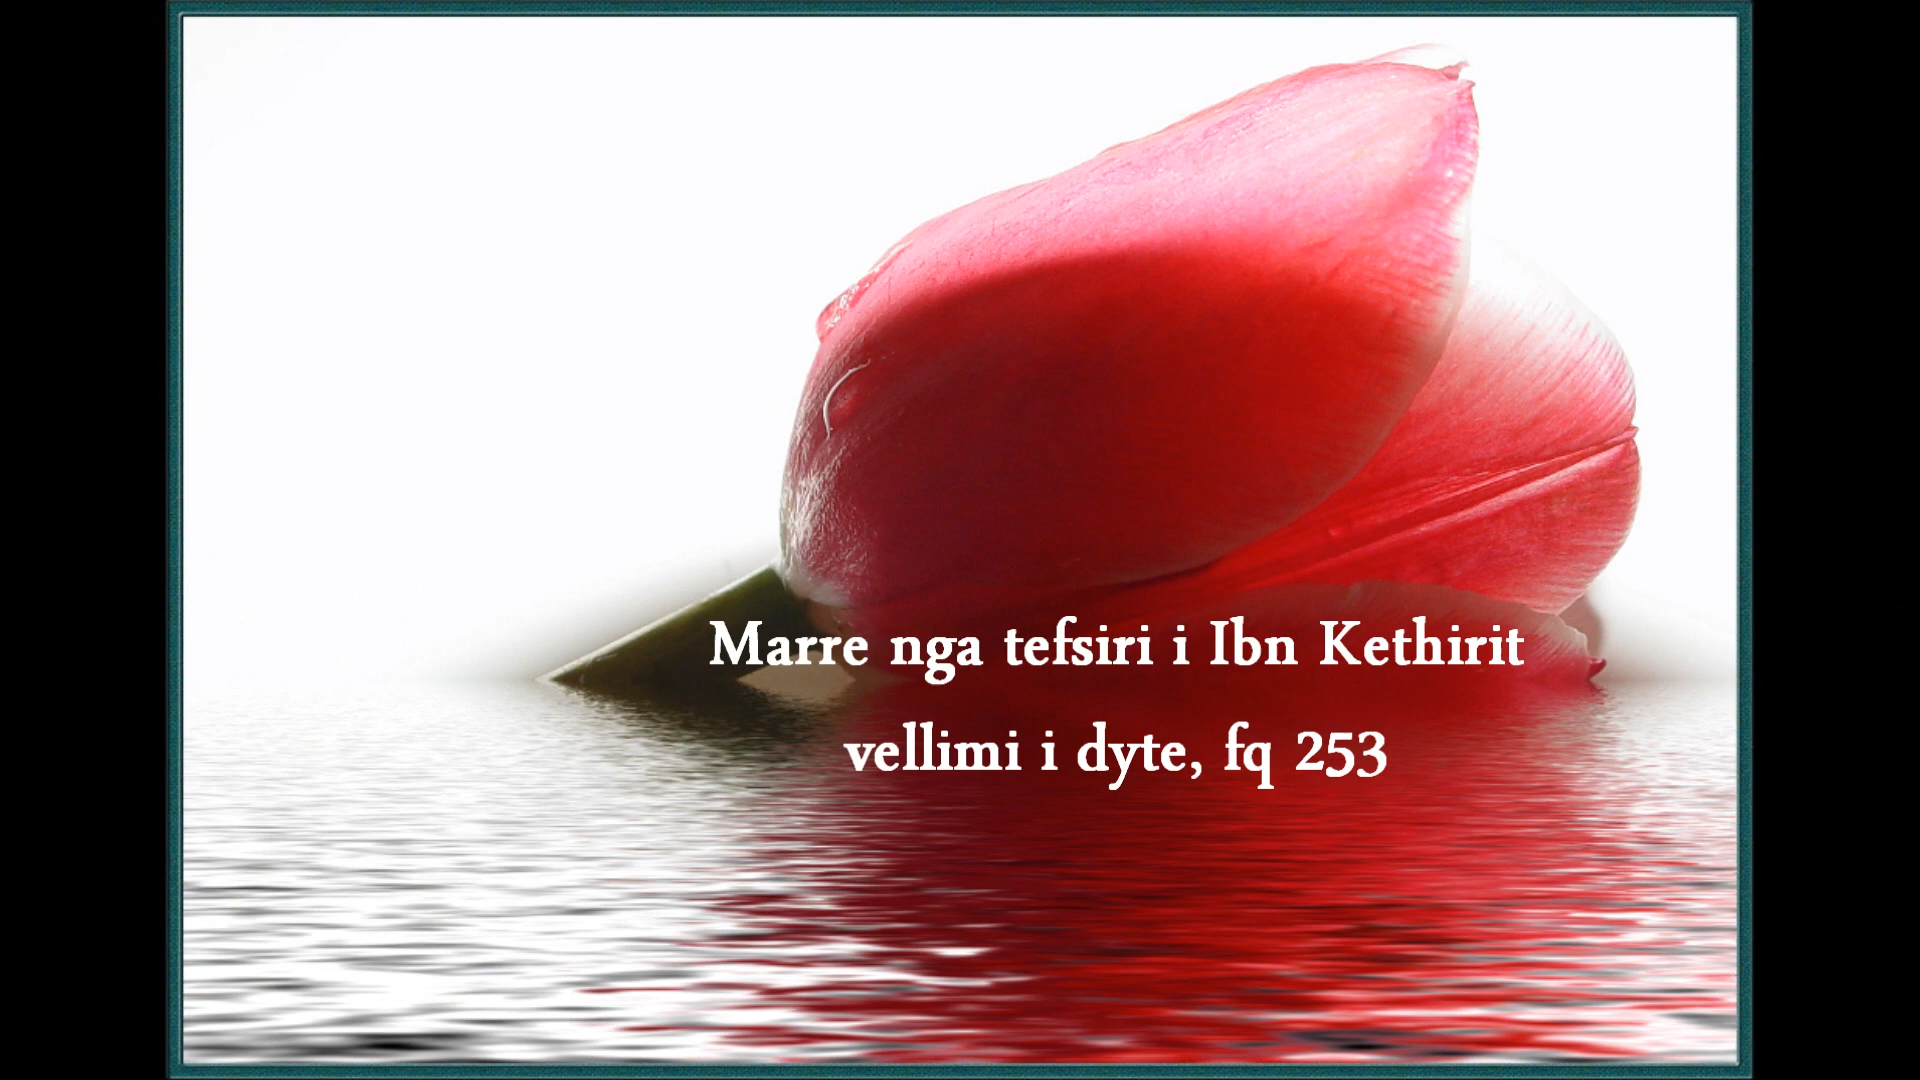 Marre nga tefsiri i Ibn Kethirit
vellimi i dyte, fq 253